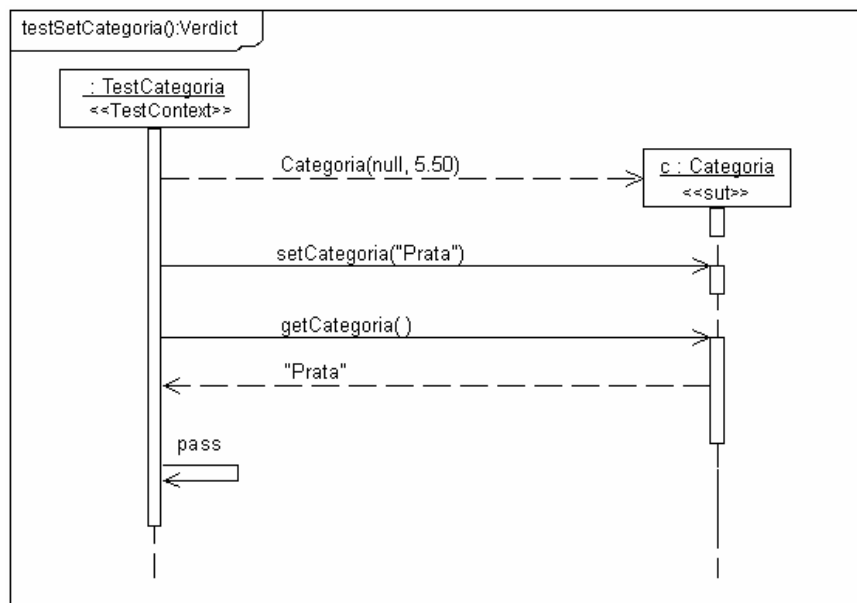 testSetCategoria():Verdict
: TestCategoria
<<TestContext>>
Categoria(null, 5.50)
c : Categoria
<<sut>>
setCategoria("Prata")
getCategoria( )
"Prata"
pass